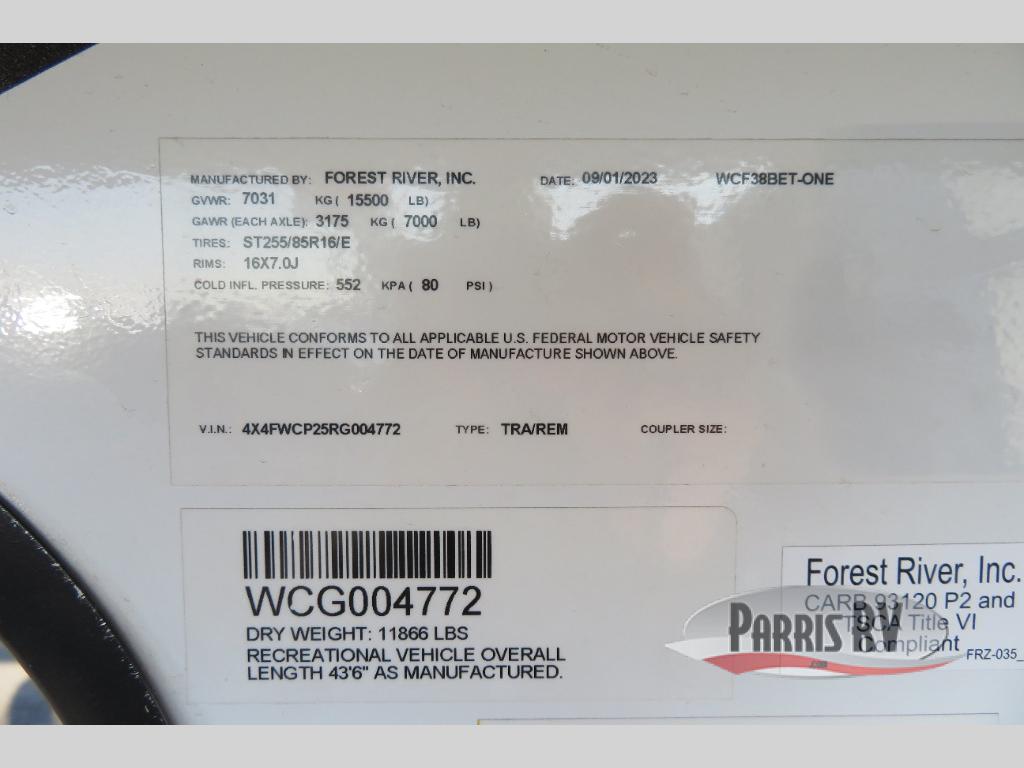 MANUFACTURED BY: FOREST RIVER, INC. DATE: 09/01/2023 WCF38BET-ONE
GVWR: 7031 KG ( 15500 LB)
GAWR (EACH AXLE): 3175 KG ( 7000 LB)
TIRES: ST255/85R16/E
RIMS: 16X7.0J
COLD INFL. PRESSURE: 552 KPA ( 80 PSI )
THIS VEHICLE CONFORMS TO ALL APPLICABLE U.S. FEDERAL MOTOR VEHICLE SAFETY
STANDARDS IN EFFECT ON THE DATE OF MANUFACTURE SHOWN ABOVE.
V.I.N.: 4X4FWCP25RG004772 TYPE: TRA/REM COUPLER SIZE:
WCG004772
DRY WEIGHT: 11866 LBS
RECREATIONAL VEHICLE OVERALL
LENGTH 43'6" AS MANUFACTURED.
Forest River, Inc.
CARB 93120 P2 and
TSCA Title VI
Compliant
FRZ-035_
PARRIS RV
.com